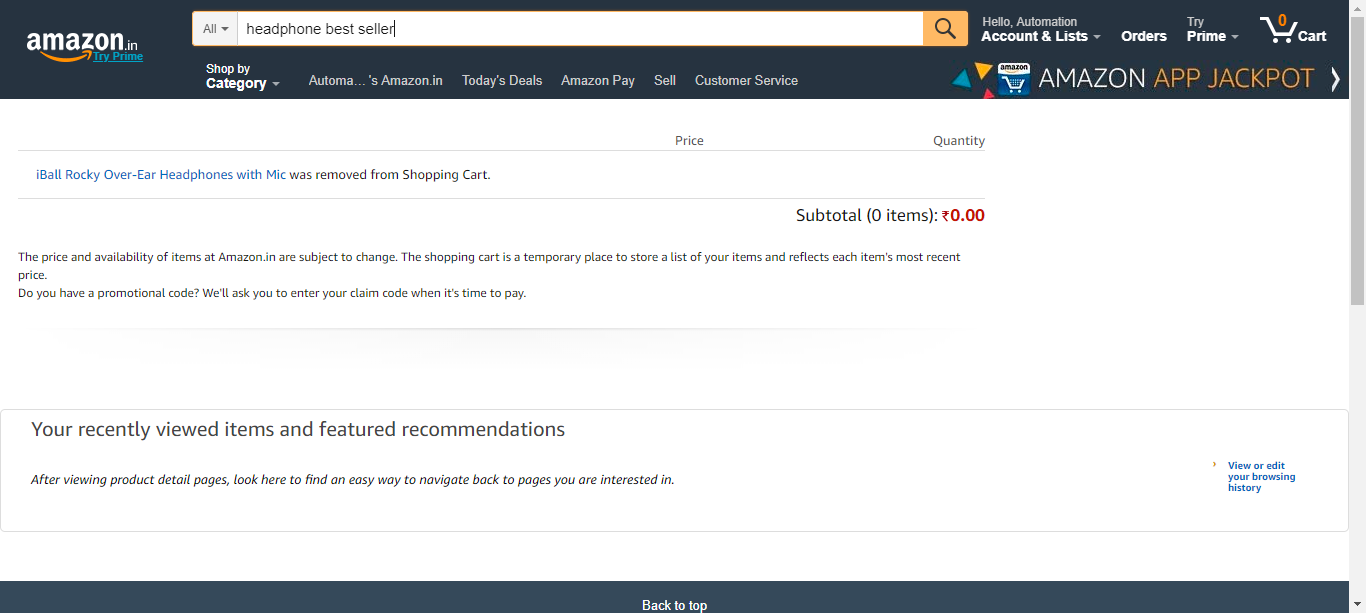 amazon.in
Try Prime
All
headphone best seller
Hello, Automation
Account & Lists
Orders
Try
Prime
0
Cart
Shop by
Category
Automa... 's Amazon.in
Today's Deals
Amazon Pay
Sell
Customer Service
amazon
AMAZON APP JACKPOT
Price
Quantity
iBall Rocky Over-Ear Headphones with Mic was removed from Shopping Cart.
Subtotal (0 items): ₹0.00
The price and availability of items at Amazon.in are subject to change. The shopping cart is a temporary place to store a list of your items and reflects each item's most recent
price.
Do you have a promotional code? We'll ask you to enter your claim code when it's time to pay.
Your recently viewed items and featured recommendations
After viewing product detail pages, look here to find an easy way to navigate back to pages you are interested in.
View or edit
your browsing
history
Back to top